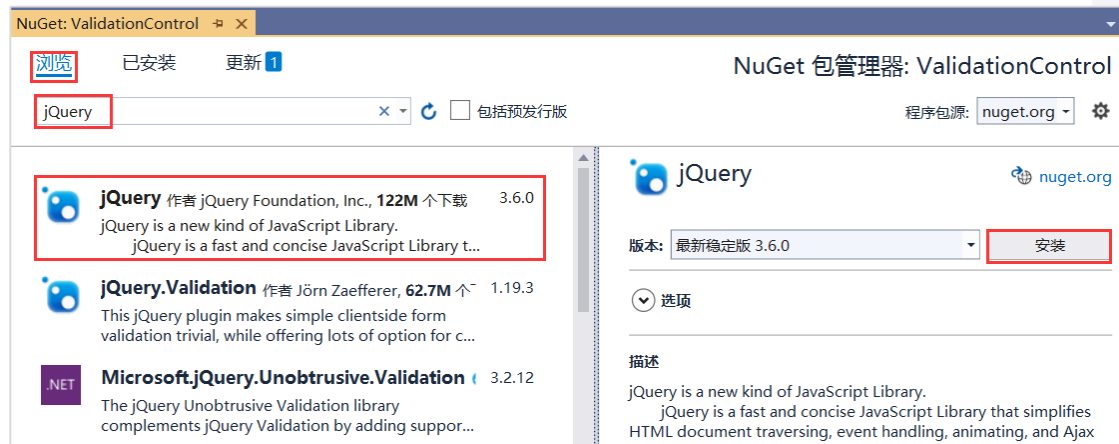 NuGet: ValidationControl
浏览 已安装 更新 1
NuGet 包管理器: ValidationControl
jQuery 包括预发行版 程序包源: nuget.org
jQuery 作者 jQuery Foundation, Inc., 122M 个下载 3.6.0
jQuery is a new kind of JavaScript Library.
jQuery is a fast and concise JavaScript Library t...
jQuery.Validation 作者 Jörn Zaefferer, 62.7M 个 1.19.3
This jQuery plugin makes simple clientside form
validation trivial, while offering lots of option for c...
.NET
Microsoft.jQuery.Unobtrusive.Validation 3.2.12
The jQuery Unobtrusive Validation library
complements jQuery Validation by adding suppor...
jQuery nuget.org
版本: 最新稳定版 3.6.0 安装
选项
描述
jQuery is a new kind of JavaScript Library.
jQuery is a fast and concise JavaScript Library that simplifies
HTML document traversing, event handling, animating, and Ajax